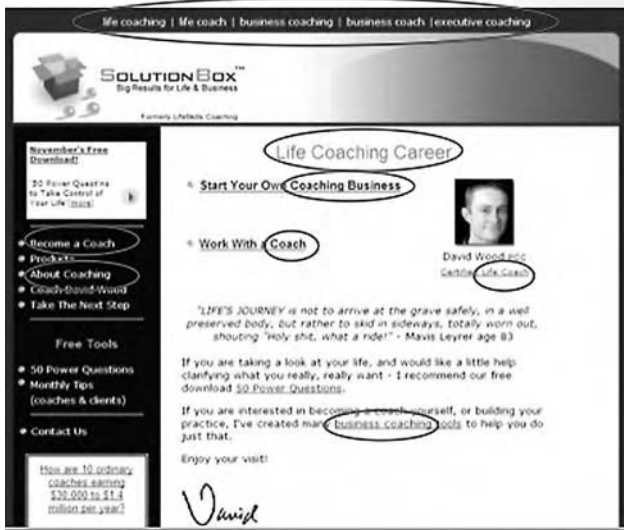 life coaching | life coach | business coaching | business coach |executive coaching
SOLUTIONBOX™
Big Results for Life & Business
Formerly LifeSkills Coaching
November's Free
Download!
'50 Power Questins
to Take Control of
Your Life [more]
Become a Coach
Products
About Coaching
Coach David Wood
Take The Next Step
Free Tools
50 Power Questions
Monthly Tips
(coaches & clients)
Contact Us
How are 10 ordinary
coaches earning
$30,000 to $1.4
million per year?
Life Coaching Career
Start Your Own Coaching Business
Work With a Coach
David Wood PCC
Certified Life Coach
"LIFE'S JOURNEY is not to arrive at the grave safely, in a well
preserved body, but rather to skid in sideways, totally worn out,
shouting "Holy shit, what a ride!" - Mavis Leyrer age 83
If you are taking a look at your life, and would like a little help
clarifying what you really, really want - I recommend our free
download 50 Power Questions.
If you are interested in becoming a coach yourself, or building your
practice, I've created many business coaching tools to help you do
just that.
Enjoy your visit!
David